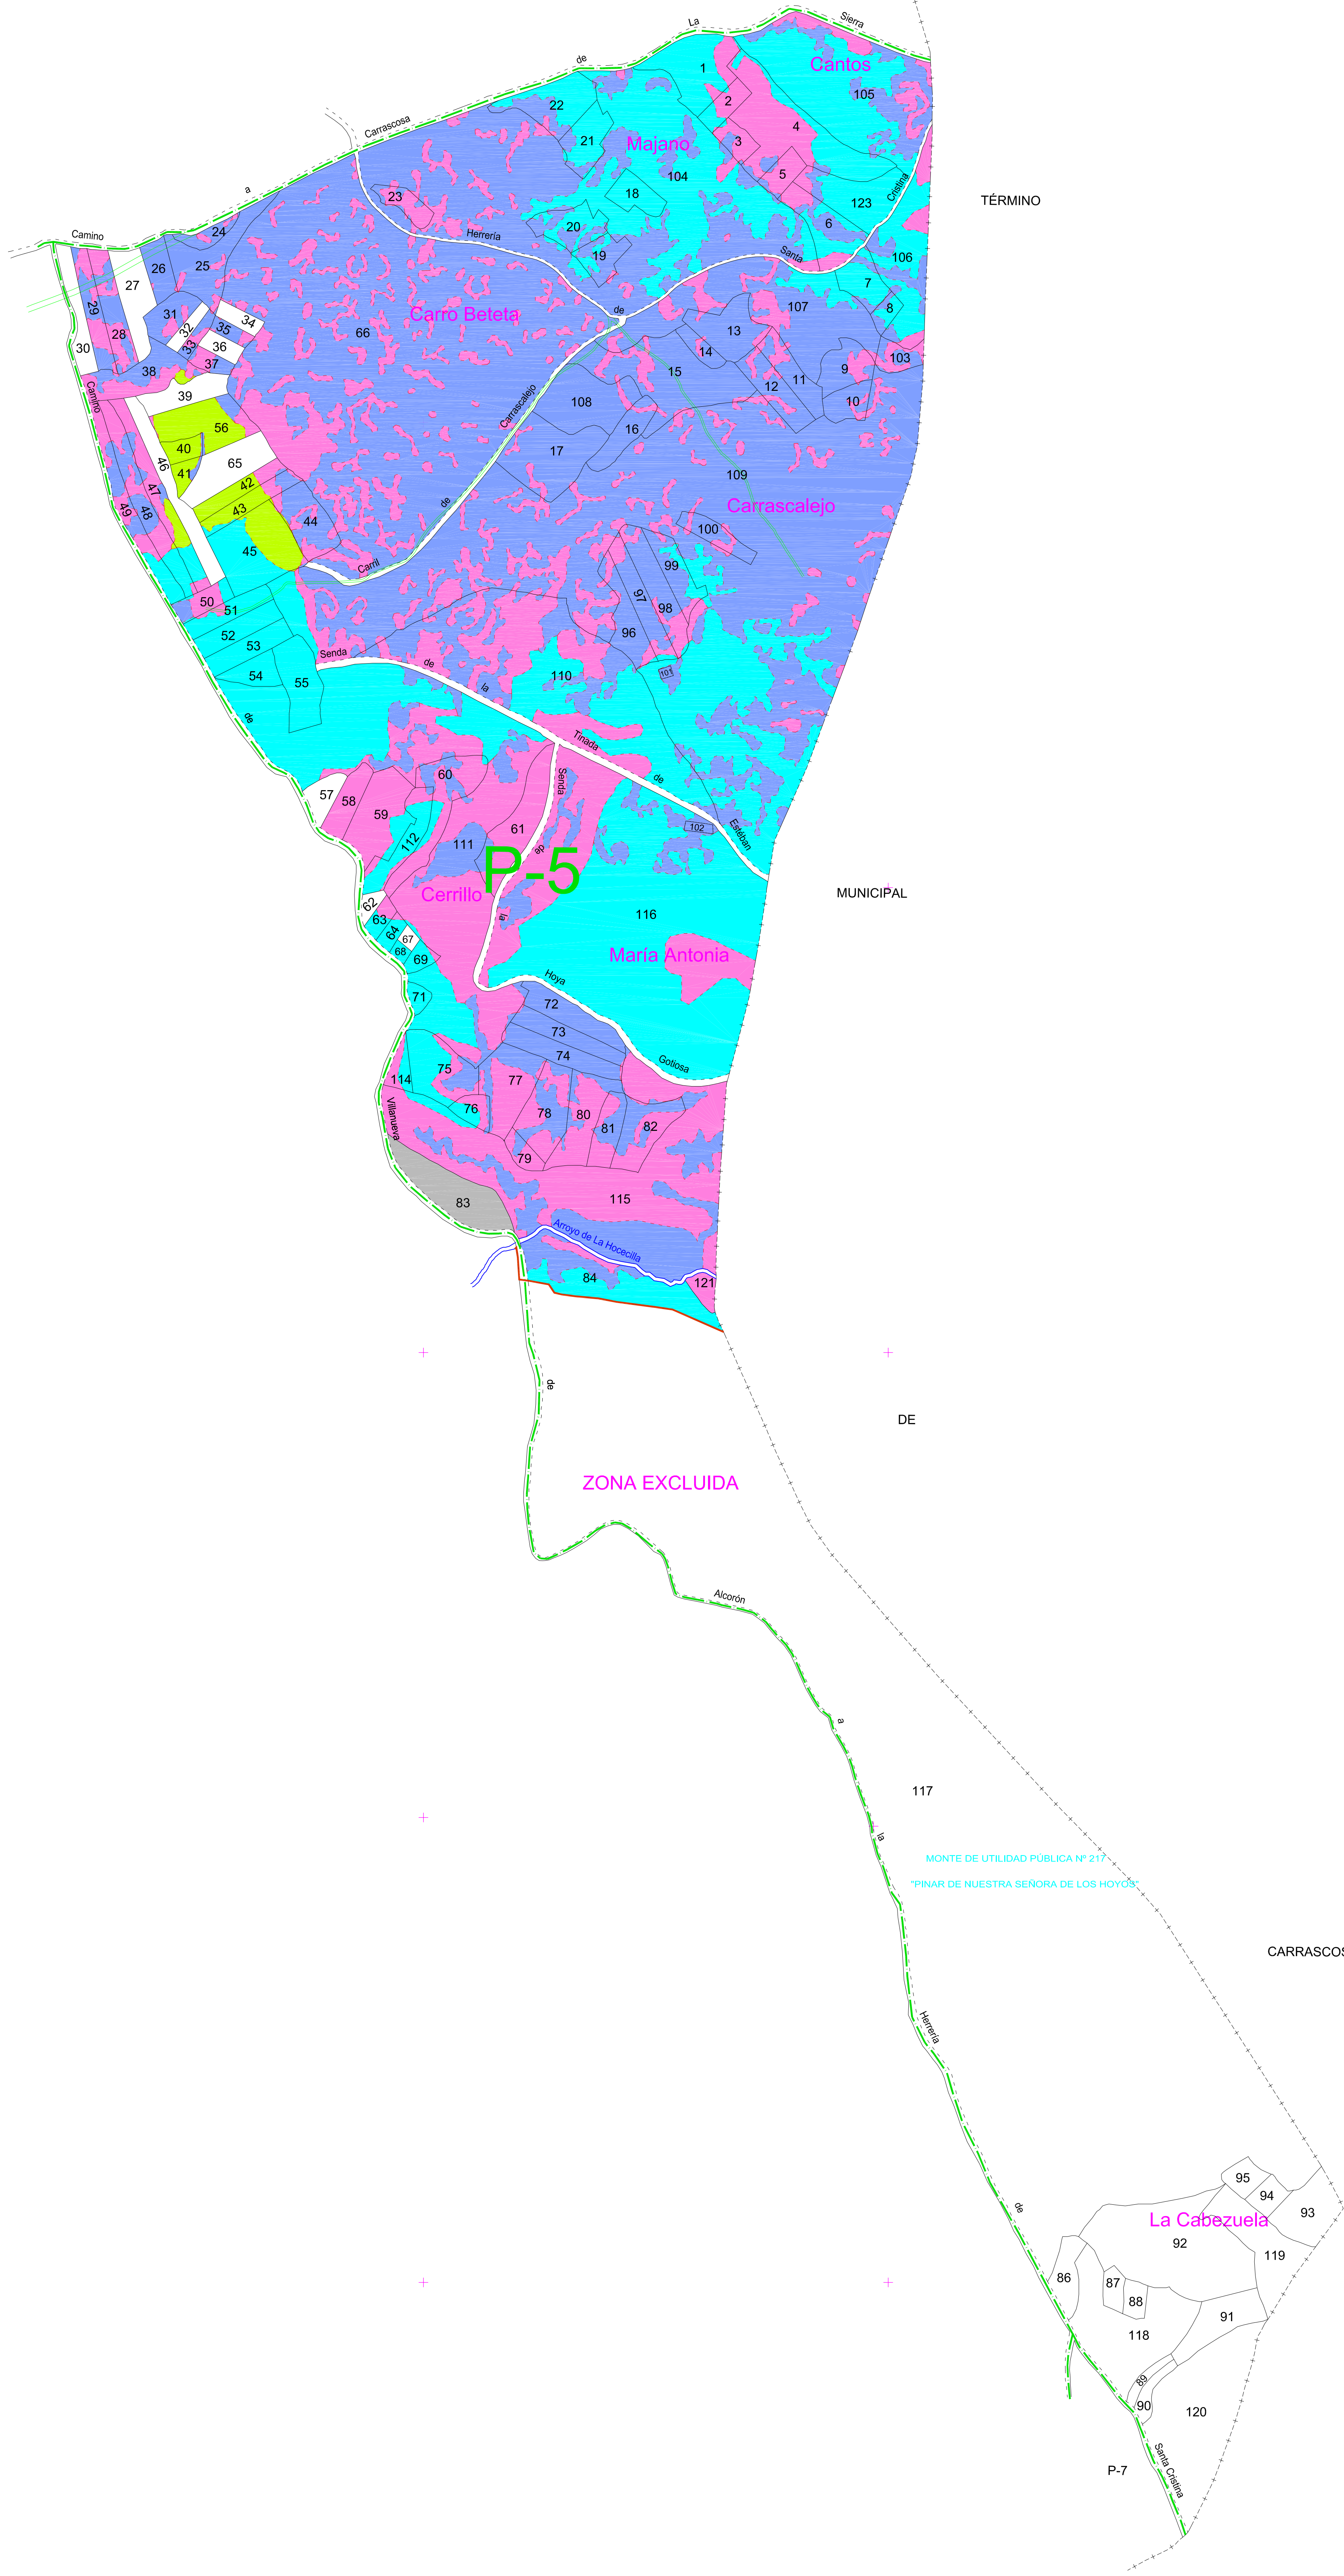 La
Sierra
de
Cantos
1
105
22
2
4
Carrascosa
21
Majano
3
104
5
a
18
23
Cristina
123
TÉRMINO
24
20
6
Camino
Herrería
19
Santa
106
26
25
7
27
29
31
de
107
8
34
32
35
Carro Beteta
66
13
30
28
33
36
14
103
38
37
15
9
Camino
39
12
11
10
Carrascalejo
108
56
16
40
17
46
65
41
109
42
47
de
Carrascalejo
49
48
43
44
100
45
Carril
99
50
97
98
51
96
52
53
Senda
de
101
54
55
la
110
de
Tinada
60
Senda
de
57
58
59
61
102
Estéban
112
111
de
P-5
Cerrillo
MUNICIPAL
62
63
la
116
64
67
68
69
María Antonia
Hoya
71
72
73
74
Gotiosa
75
114
77
76
78
80
Villanueva
81
82
79
83
115
Arroyo de La Hocecilla
84
121
de
DE
ZONA EXCLUIDA
Alcorón
a
117
la
MONTE DE UTILIDAD PÚBLICA Nº 217
"PINAR DE NUESTRA SEÑORA DE LOS HOYOS"
CARRASCOS
Herrería
95
94
de
93
La Cabezuela
92
119
86
87
88
91
118
89
90
120
Santa Cristina
P-7